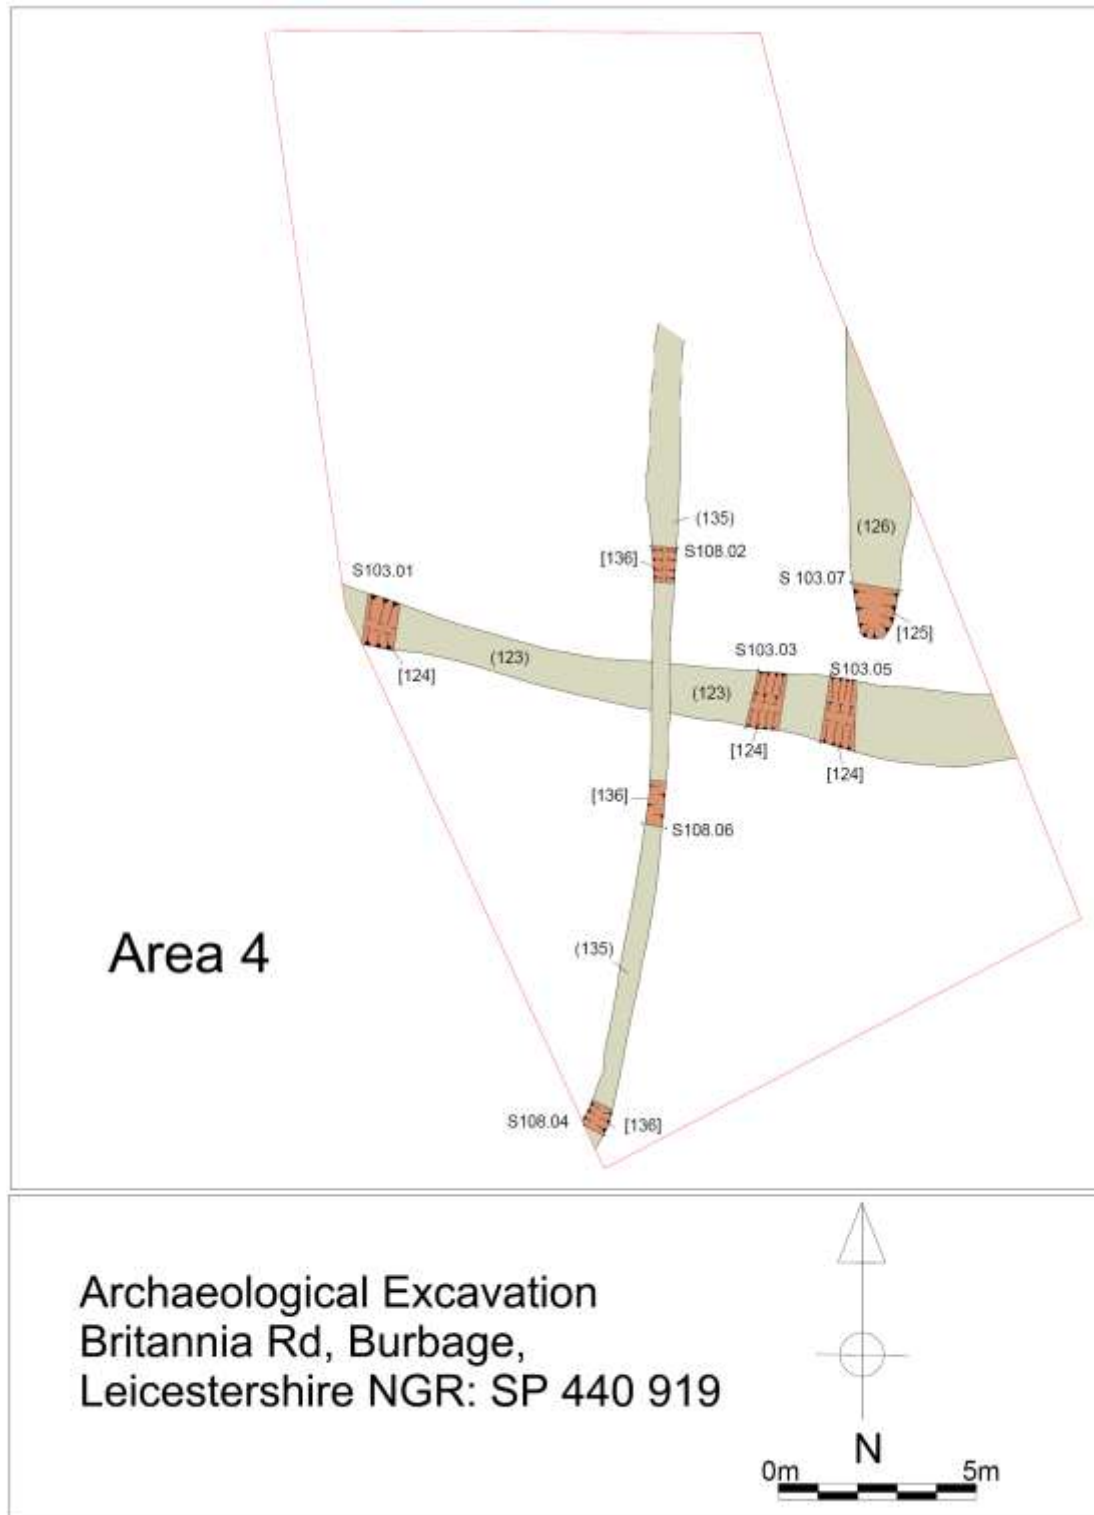 (135)
(126)
[136]
S108.02
S103.01
S 103.07
[125]
S103.03
(123)
S103.05
[124]
(123)
[124]
[124]
[136]
S108.06
(135)
Area 4
S108.04
[136]
Archaeological Excavation
Britannia Rd, Burbage,
Leicestershire NGR: SP 440 919
N
0m 5m